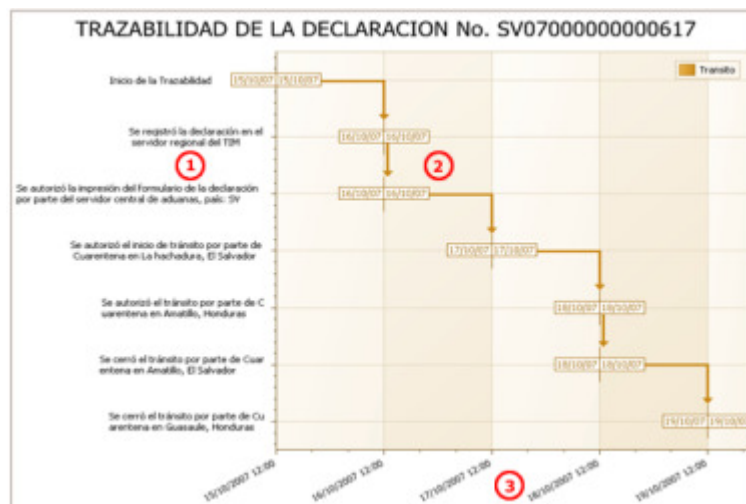 TRAZABILIDAD DE LA DECLARACION No. SV07000000000617
Transito
Inicio de la Trazabilidad
15/10/07 15/10/07
Se registró la declaración en el
servidor regional del TIM
16/10/07 16/10/07
1
2
Se autorizó la impresión del formulario de la declaración
por parte del servidor central de aduanas, país: SV
16/10/07 16/10/07
Se autorizó el inicio de tránsito por parte de
Cuarentena en La hachadura, El Salvador
17/10/07 17/10/07
Se autorizó el tránsito por parte de C
uarentena en Amatillo, Honduras
18/10/07 18/10/07
Se cerró el tránsito por parte de Cuar
entena en Amatillo, El Salvador
18/10/07 18/10/07
Se cerró el tránsito por parte de Cu
arentena en Guasaule, Honduras
19/10/07 19/10/0
15/10/2007 12:00
16/10/2007 12:00
17/10/2007 12:00
3
18/10/2007 12:00
19/10/2007 12:00